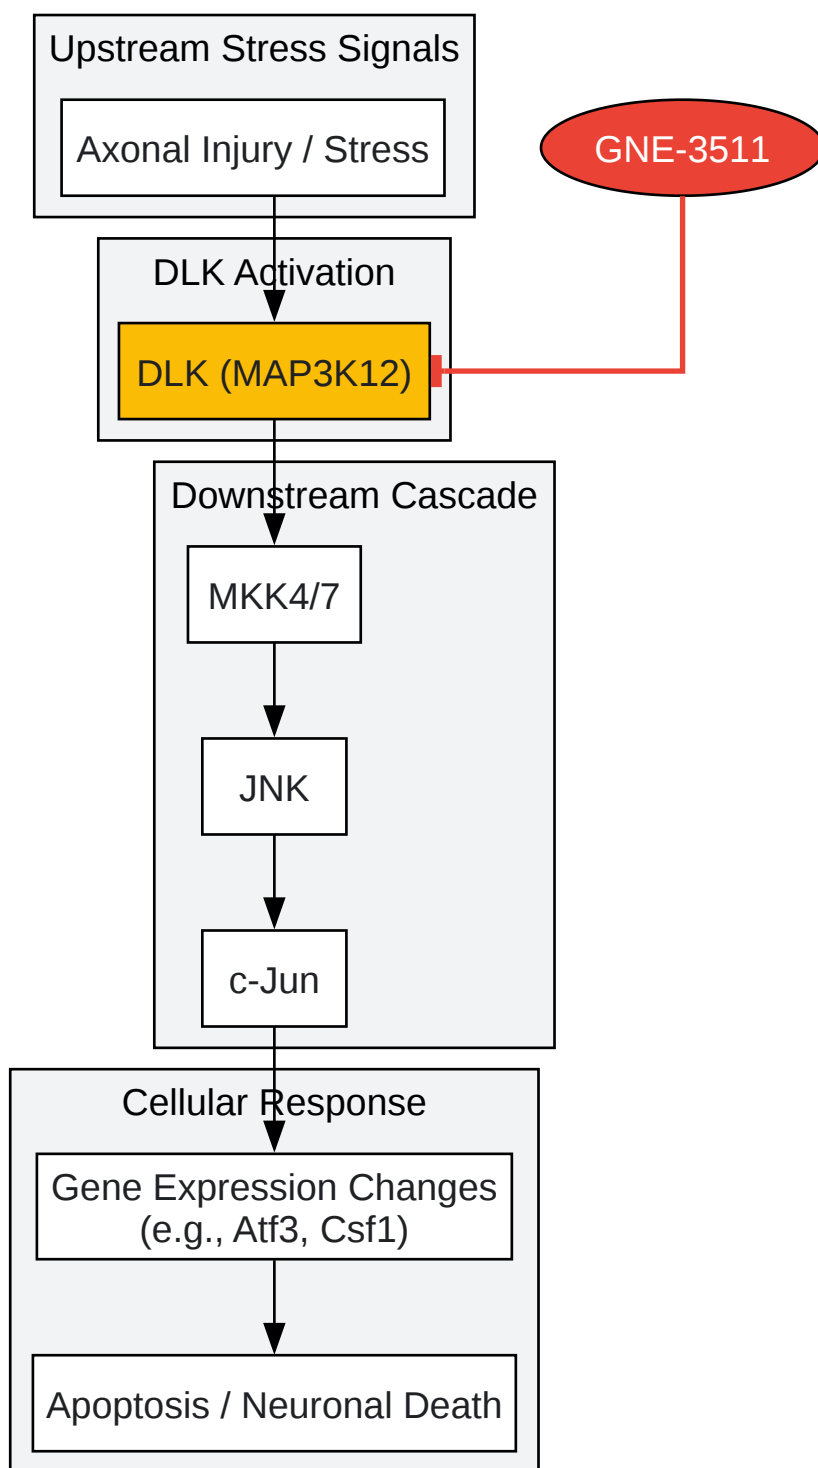 Upstream Stress Signals
Axonal Injury / Stress
GNE-3511
DLK Activation
DLK (MAP3K12)
Downstream Cascade
MKK4/7
JNK
c-Jun
Cellular Response
Gene Expression Changes
(e.g., Atf3, Csf1)
Apoptosis / Neuronal Death